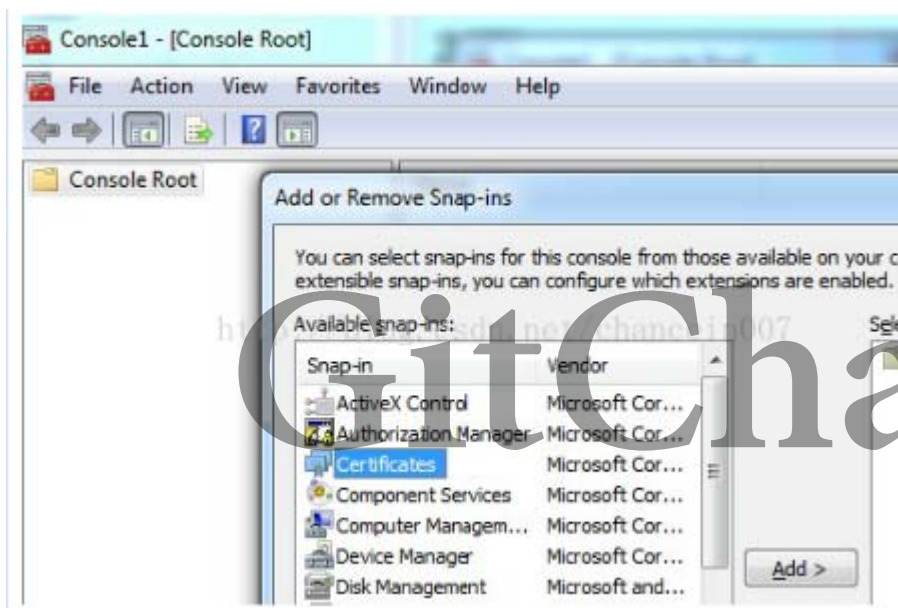 Console1 - [Console Root]
File Action View Favorites Window Help
Console Root
Add or Remove Snap-ins
You can select snap-ins for this console from those available on your c
extensible snap-ins, you can configure which extensions are enabled.
Available snap-ins:
Sele
Snap-in Vendor
ActiveX Control Microsoft Cor...
Authorization Manager Microsoft Cor...
Certificates Microsoft Cor...
Component Services Microsoft Cor...
Computer Managem... Microsoft Cor...
Device Manager Microsoft Cor...
Disk Management Microsoft and...
Add >
GitCha